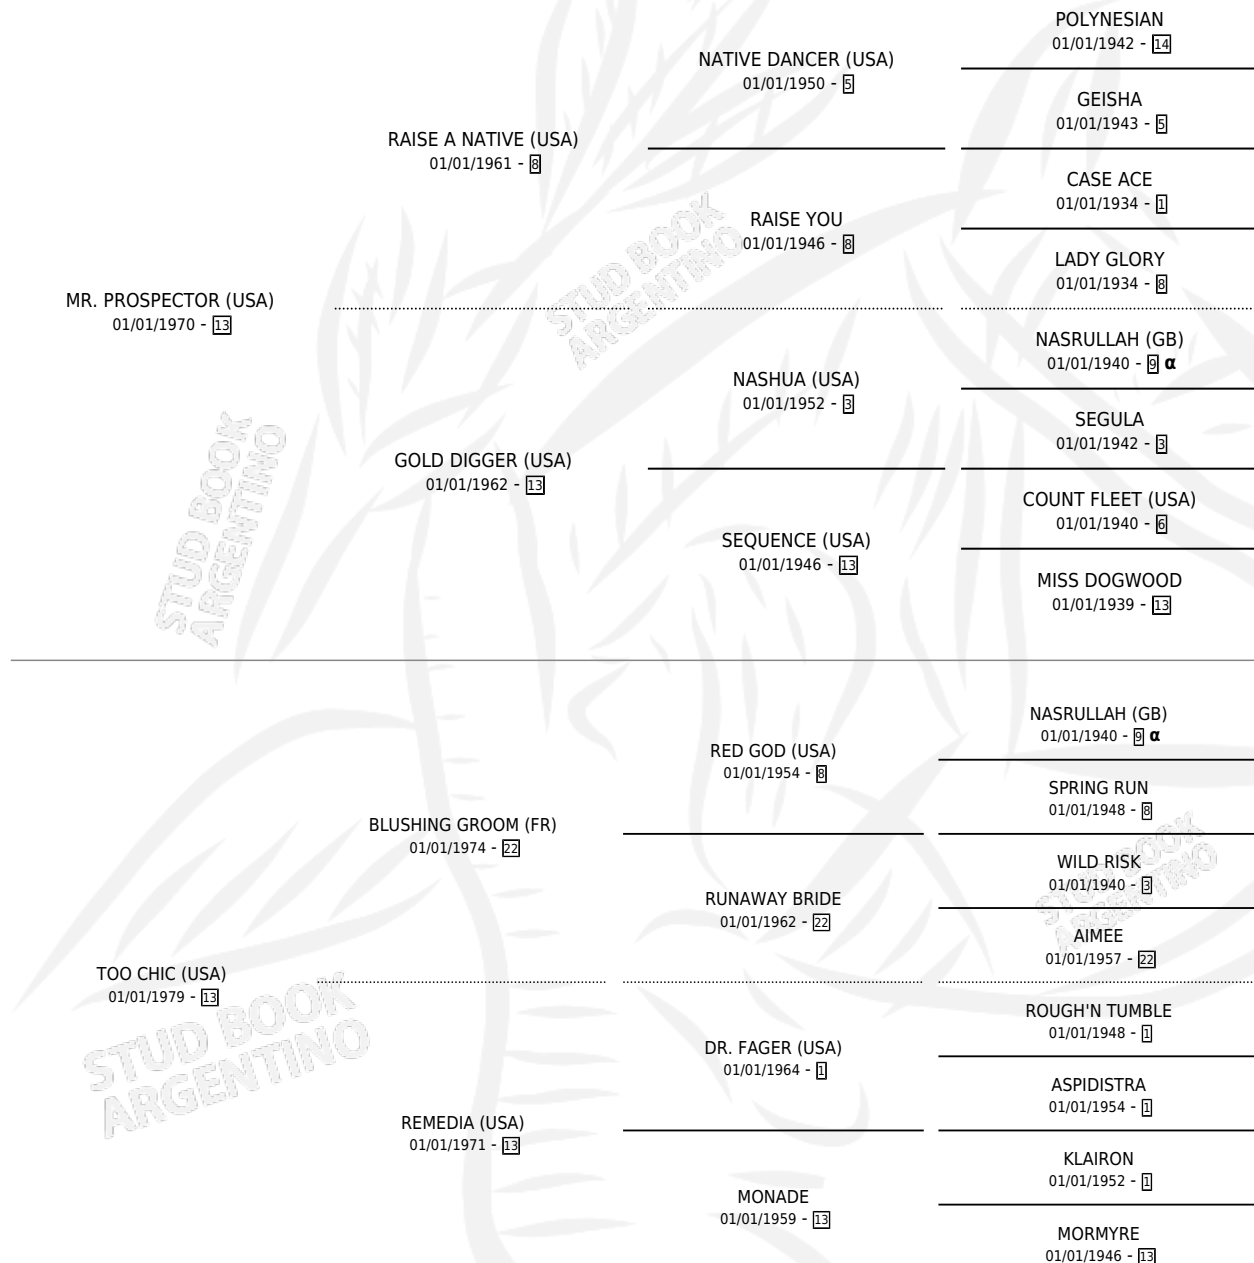 POLYNESIAN
01/01/1942 - 14
NATIVE DANCER (USA)
01/01/1950 - 5
GEISHA
01/01/1943 - 5
RAISE A NATIVE (USA)
01/01/1961 - 8
CASE ACE
01/01/1934 - 1
RAISE YOU
01/01/1946 - 8
LADY GLORY
01/01/1934 - 8
STUD BOOK
ARGENTINO
MR. PROSPECTOR (USA)
01/01/1970 - 13
NASRULLAH (GB)
01/01/1940 - 9 α
NASHUA (USA)
01/01/1952 - 3
SEGULA
01/01/1942 - 3
GOLD DIGGER (USA)
01/01/1962 - 13
COUNT FLEET (USA)
01/01/1940 - 6
SEQUENCE (USA)
01/01/1946 - 13
MISS DOGWOOD
01/01/1939 - 13
STUD BOOK
ARGENTINO
NASRULLAH (GB)
01/01/1940 - 9 α
RED GOD (USA)
01/01/1954 - 8
SPRING RUN
01/01/1948 - 8
BLUSHING GROOM (FR)
01/01/1974 - 22
WILD RISK
01/01/1940 - 3
RUNAWAY BRIDE
01/01/1962 - 22
AIMEE
01/01/1957 - 22
STUD BOOK
ARGENTINO
TOO CHIC (USA)
01/01/1979 - 13
ROUGH'N TUMBLE
01/01/1948 - 1
DR. FAGER (USA)
01/01/1964 - 1
ASPIDISTRA
01/01/1954 - 1
STUD BOOK
ARGENTINO
REMEDIA (USA)
01/01/1971 - 13
KLAIRON
01/01/1952 - 1
MONADE
01/01/1959 - 13
MORMYRE
01/01/1946 - 13